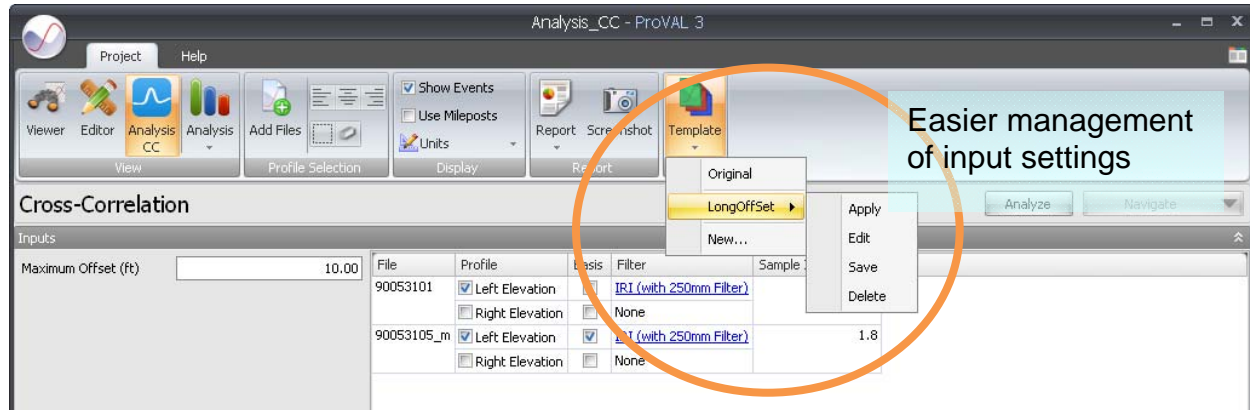 Analysis_CC - ProVAL 3
Project Help
Show Events
Use Mileposts
Viewer Editor Analysis CC Analysis Add Files Units Report Screenshot Template
View Profile Selection Display Report
Easier management
of input settings
Original
LongOffSet
New...
Apply
Edit
Save
Delete
Cross-Correlation
Analyze Navigate
Inputs
Maximum Offset (ft) 10.00
File Profile Basis Filter Sample
90053101 Left Elevation IRI (with 250mm Filter)
Right Elevation None
90053105_m Left Elevation IRI (with 250mm Filter) 1.8
Right Elevation None